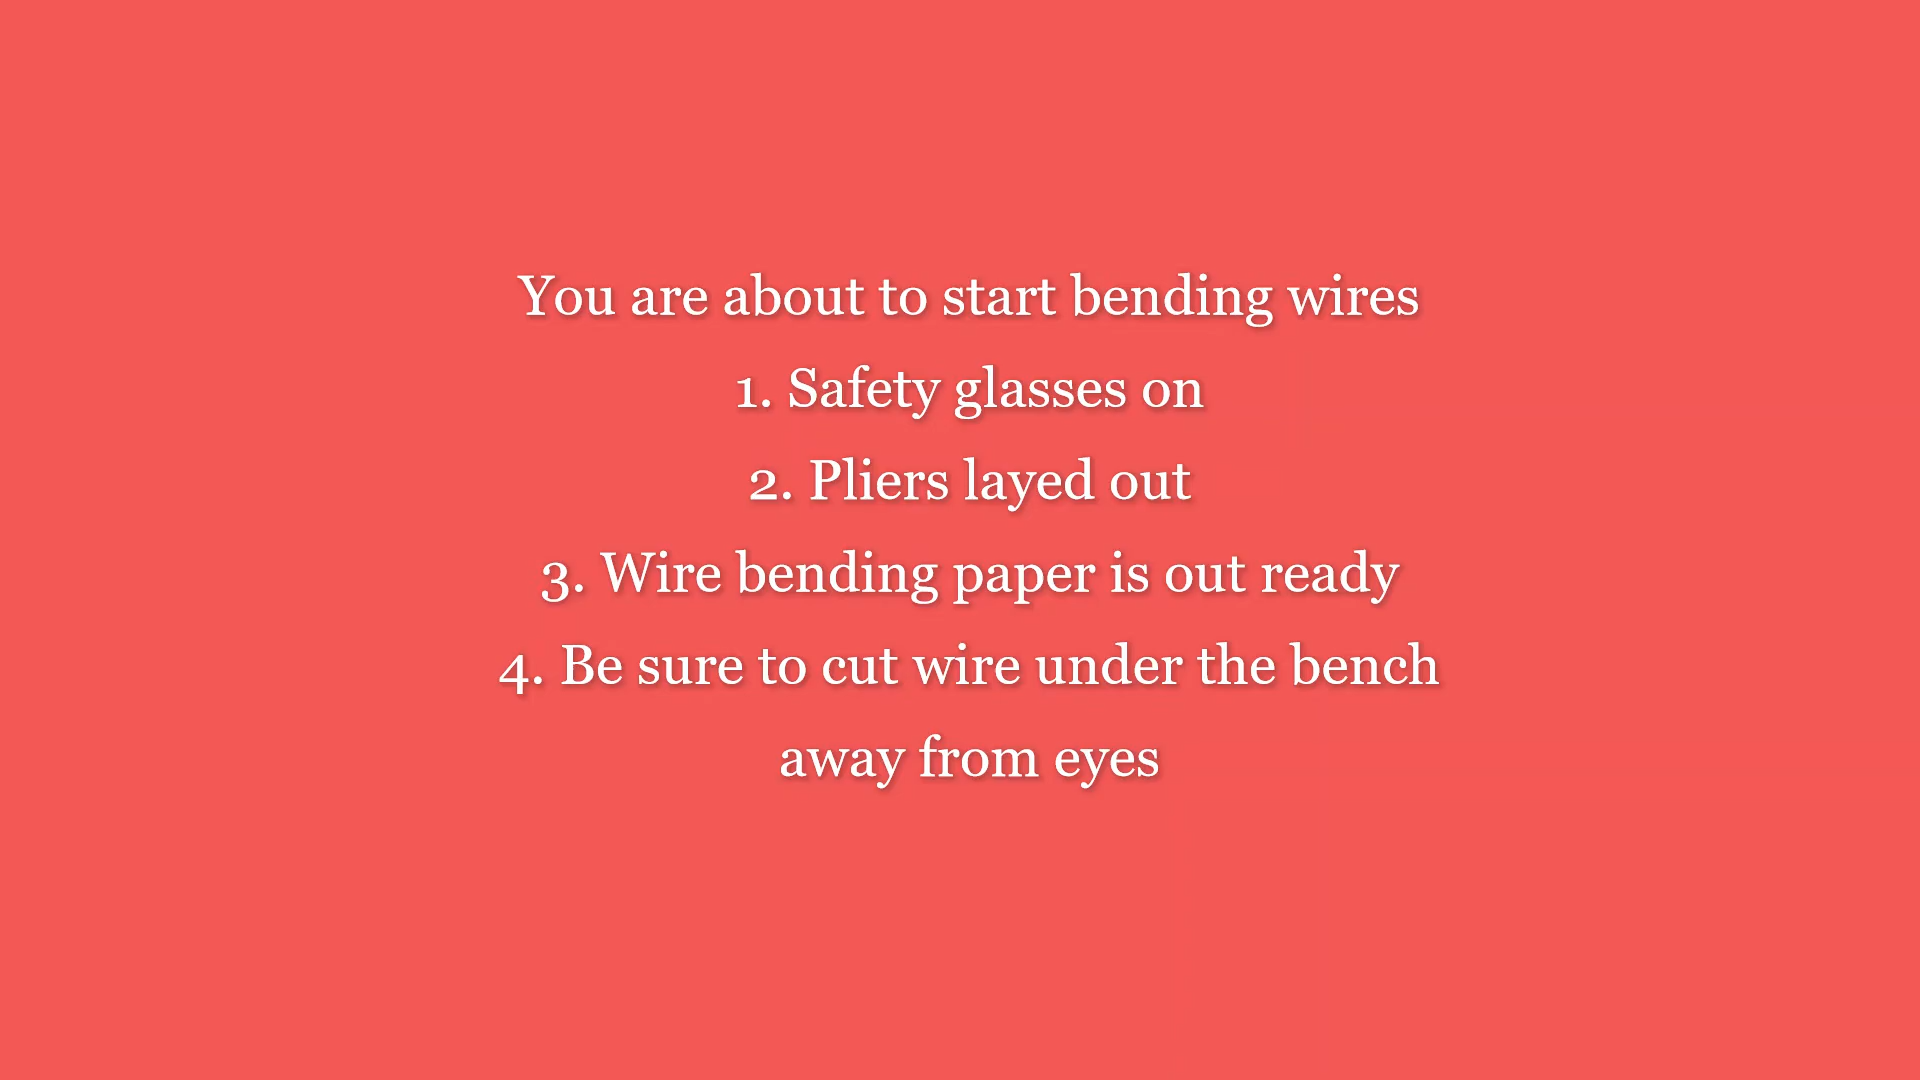 You are about to start bending wires
1. Safety glasses on
2. Pliers layed out
3. Wire bending paper is out ready
4. Be sure to cut wire under the bench
away from eyes